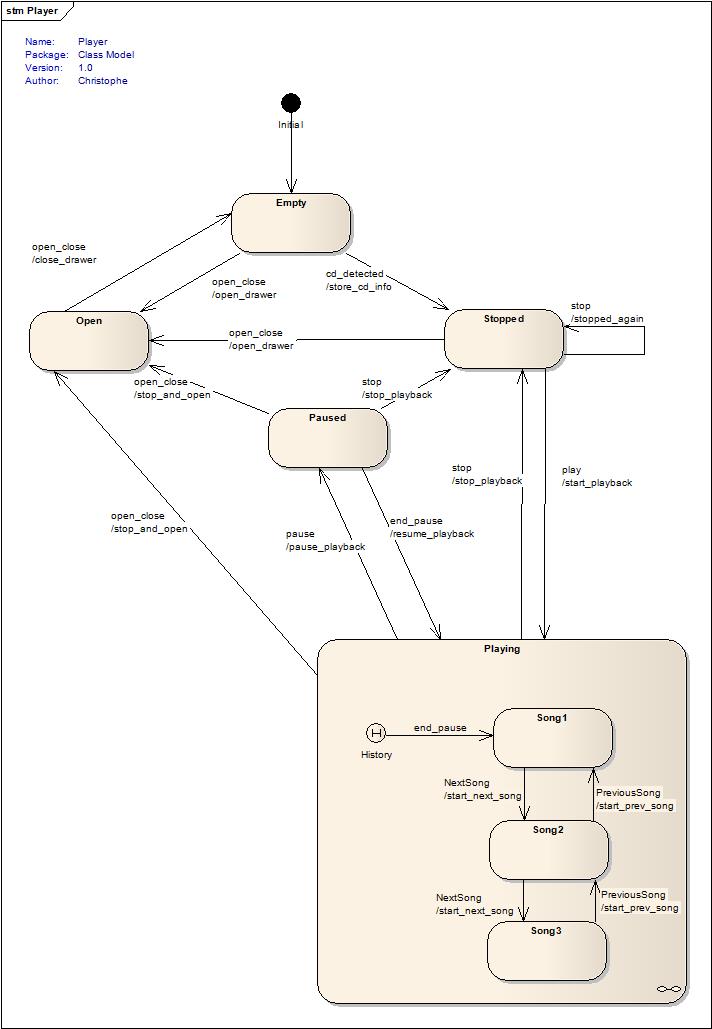 stm Player
Name: Player
Package: Class Model
Version: 1.0
Author: Christophe
Initial
Empty
open_close
/close_drawer
open_close
/open_drawer
cd_detected
/store_cd_info
Open
Stopped
stop
/stopped_again
open_close
/open_drawer
open_close
/stop_and_open
stop
/stop_playback
Paused
open_close
/stop_and_open
pause
/pause_playback
end_pause
/resume_playback
stop
/stop_playback
play
/start_playback
Playing
H
History
end_pause
Song1
NextSong
/start_next_song
PreviousSong
/start_prev_song
Song2
NextSong
/start_next_song
PreviousSong
/start_prev_song
Song3